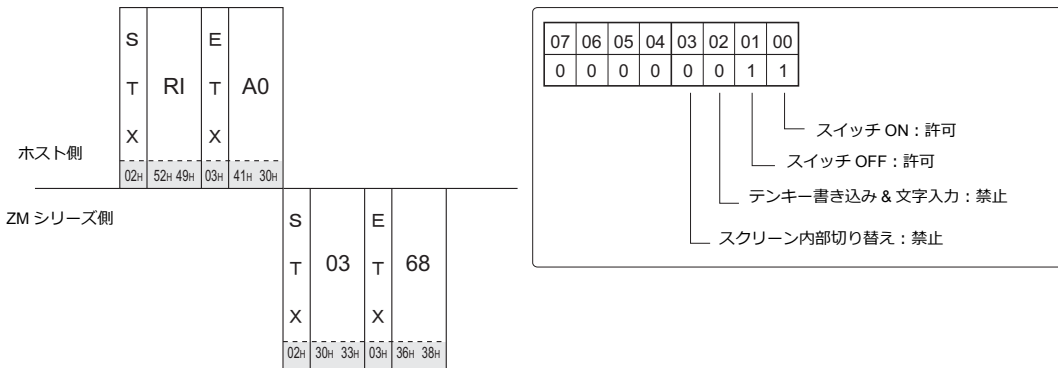 S
T
X
RI
E
T
X
A0
ホスト側
02H 52H 49H 03H 41H 30H
ZM シリーズ側
S
T
X
03
E
T
X
68
02H 30H 33H 03H 36H 38H
07 06 05 04 03 02 01 00
0 0 0 0 0 0 1 1
スイッチ ON：許可
スイッチ OFF：許可
テンキー書き込み & 文字入力：禁止
スクリーン内部切り替え：禁止